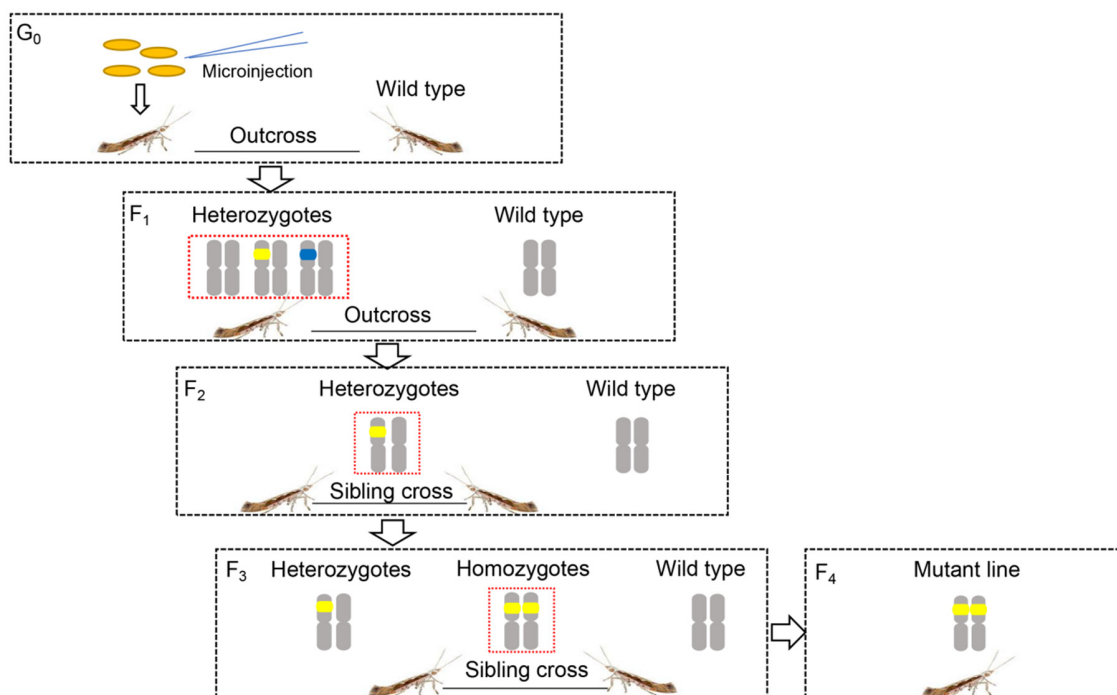 G₀
Microinjection
Wild type
Outcross
F₁
Heterozygotes
Wild type
Outcross
F₂
Heterozygotes
Wild type
Sibling cross
F₃
Heterozygotes
Homozygotes
Wild type
Sibling cross
F₄
Mutant line